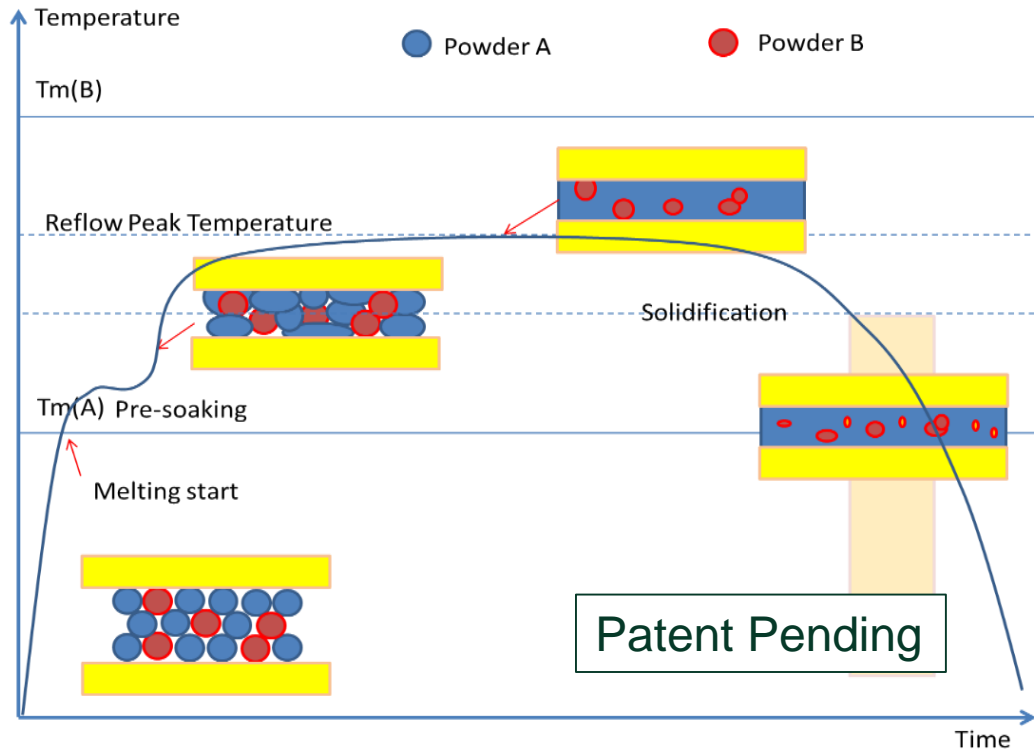 Temperature
Powder A
Powder B
Tm(B)
Reflow Peak Temperature
Solidification
Tm(A)
Pre-soaking
Melting start
Patent Pending
Time